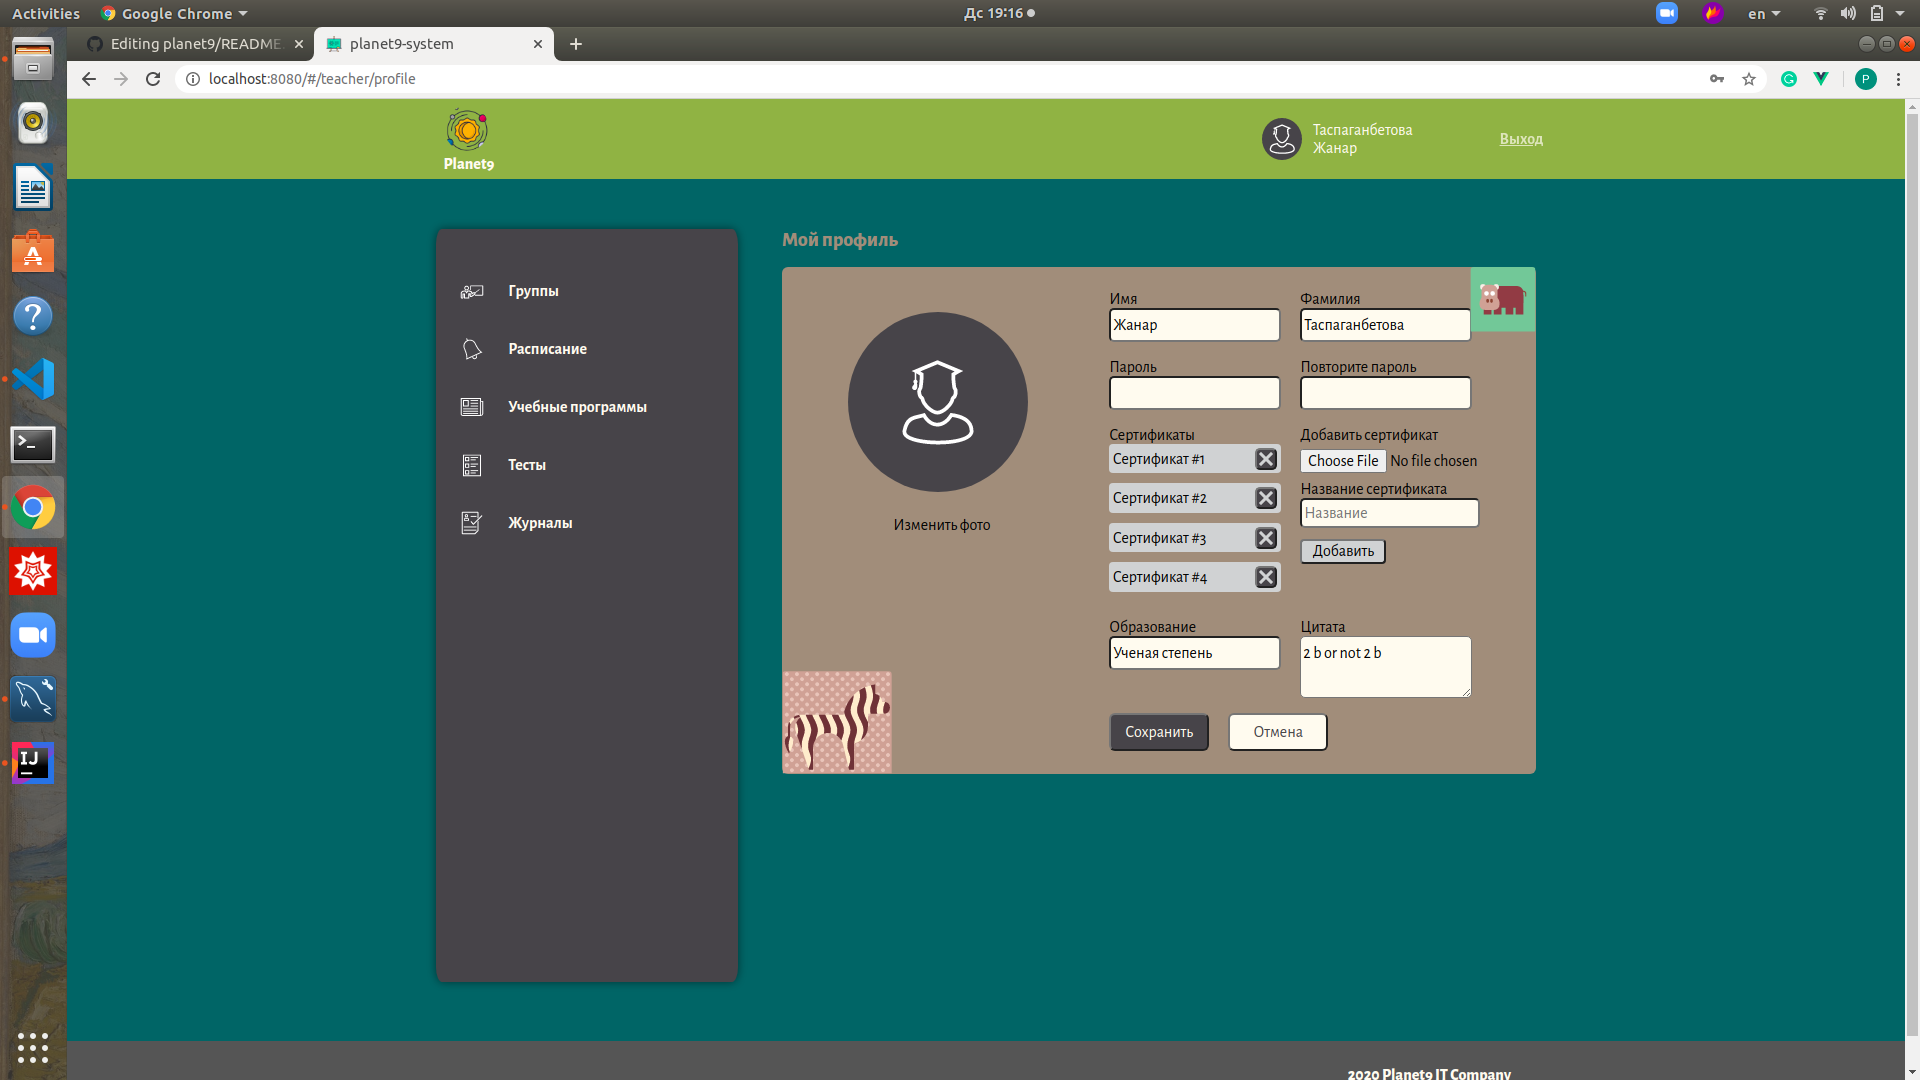 Activities
Google Chrome
Дс 19:16
en
Editing planet9/README.
planet9-system
localhost:8080/#/teacher/profile
P
Planet9
Таспаганбетова
Жанар
Выход
Группы
Расписание
Учебные программы
Тесты
Журналы
Мой профиль
Изменить фото
Имя
Фамилия
Жанар
Таспаганбетова
Пароль
Повторите пароль
Сертификаты
Добавить сертификат
Сертификат #1
Choose File No file chosen
Название сертификата
Сертификат #2
Название
Сертификат #3
Добавить
Сертификат #4
Образование
Цитата
Ученая степень
2 b or not 2 b
Сохранить
Отмена
2020 Planet9 IT Company
IJ